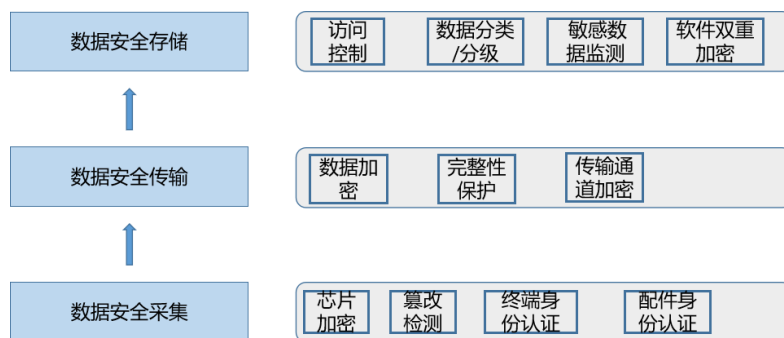 数据安全存储
访问
控制
数据分类
/分级
敏感数
据监测
软件双重
加密
数据安全传输
数据加
密
完整性
保护
传输通
道加密
数据安全采集
芯片
加密
篡改
检测
终端身
份认证
配件身
份认证